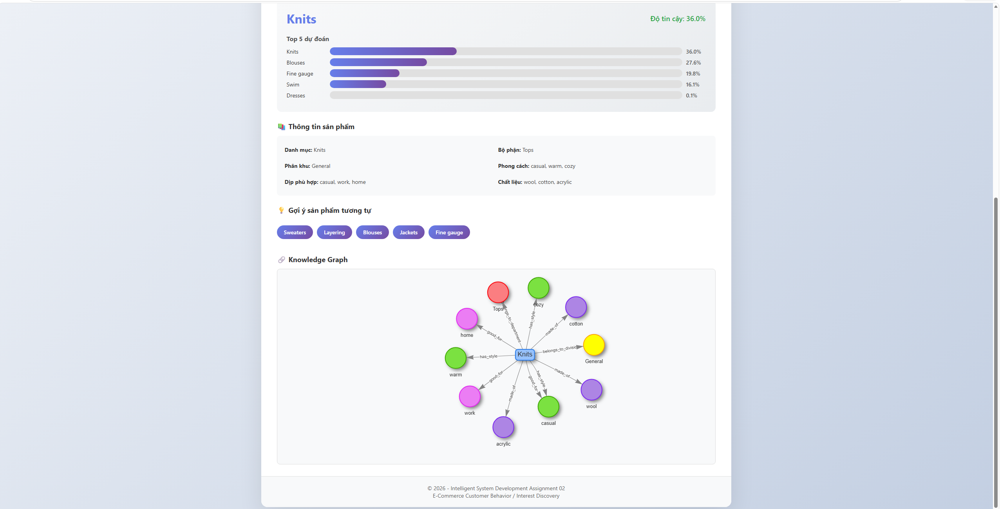 Knits
Độ tin cậy: 36.0%
Top 5 dự đoán
Knits 36.0%
Blouses 27.6%
Fine gauge 19.8%
Swim 16.1%
Dresses 0.1%
Thông tin sản phẩm
Danh mục: Knits
Bộ phận: Tops
Phân khu: General
Phong cách: casual, warm, cozy
Dịp phù hợp: casual, work, home
Chất liệu: wool, cotton, acrylic
Gợi ý sản phẩm tương tự
Sweaters Layering Blouses Jackets Fine gauge
Knowledge Graph
Tops
cozy
cotton
home
General
warm
Knits
wool
work
casual
acrylic
has_style
made_of
good_for
has_style
made_of
good_for
has_style
good_for
made_of
© 2026 - Intelligent System Development Assignment 02
E-Commerce Customer Behavior / Interest Discovery